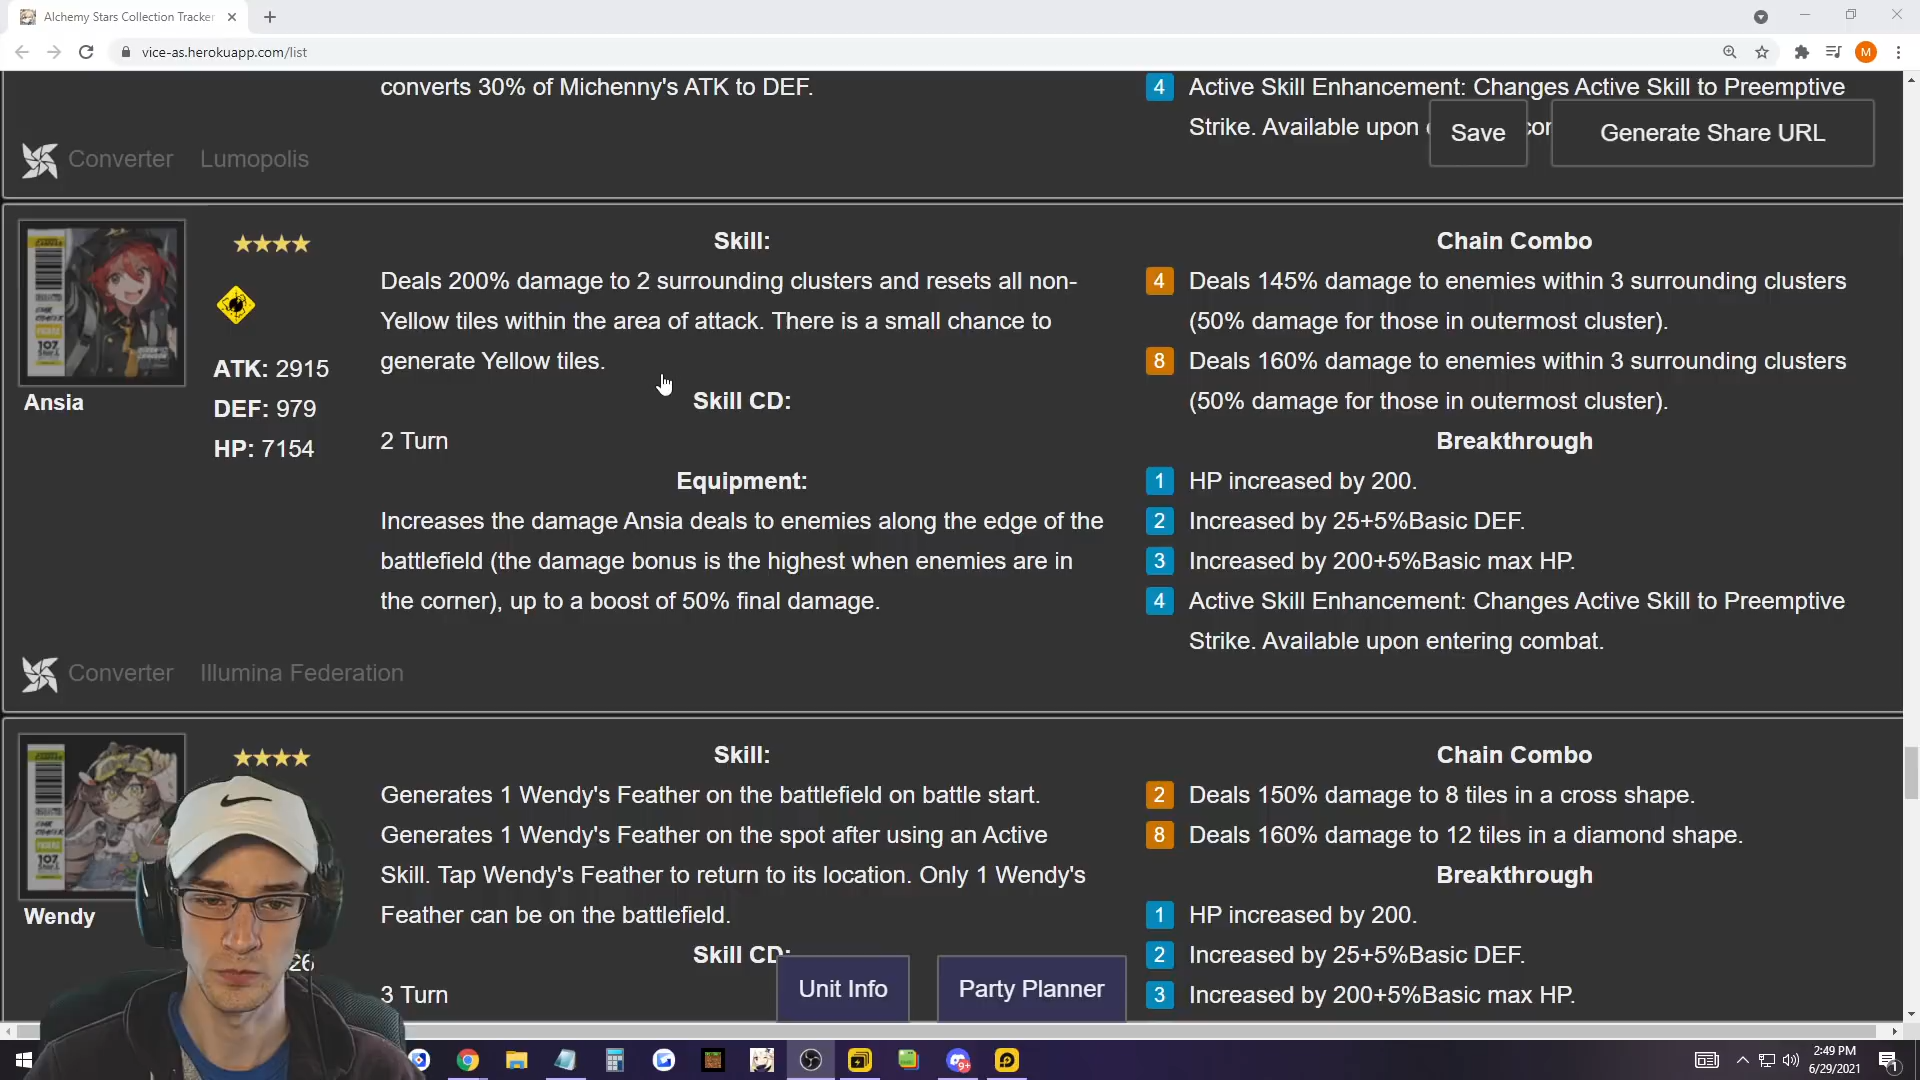 Alchemy Stars Collection Tracker
vice-as.herokuapp.com/list
M
converts 30% of Michenny's ATK to DEF.
4 Active Skill Enhancement: Changes Active Skill to Preemptive
Strike. Available upon
Save
Generate Share URL
Converter Lumopolis
Ansia
ATK: 2915
DEF: 979
HP: 7154
Skill:
Deals 200% damage to 2 surrounding clusters and resets all non-
Yellow tiles within the area of attack. There is a small chance to
generate Yellow tiles.
Skill CD:
2 Turn
Equipment:
Increases the damage Ansia deals to enemies along the edge of the
battlefield (the damage bonus is the highest when enemies are in
the corner), up to a boost of 50% final damage.
Chain Combo
4 Deals 145% damage to enemies within 3 surrounding clusters
(50% damage for those in outermost cluster).
8 Deals 160% damage to enemies within 3 surrounding clusters
(50% damage for those in outermost cluster).
Breakthrough
1 HP increased by 200.
2 Increased by 25+5%Basic DEF.
3 Increased by 200+5%Basic max HP.
4 Active Skill Enhancement: Changes Active Skill to Preemptive
Strike. Available upon entering combat.
Converter Illumina Federation
Wendy
26
Skill:
Generates 1 Wendy's Feather on the battlefield on battle start.
Generates 1 Wendy's Feather on the spot after using an Active
Skill. Tap Wendy's Feather to return to its location. Only 1 Wendy's
Feather can be on the battlefield.
Skill CD:
3 Turn
Chain Combo
2 Deals 150% damage to 8 tiles in a cross shape.
8 Deals 160% damage to 12 tiles in a diamond shape.
Breakthrough
1 HP increased by 200.
2 Increased by 25+5%Basic DEF.
3 Increased by 200+5%Basic max HP.
Unit Info
Party Planner
2:49 PM
6/29/2021